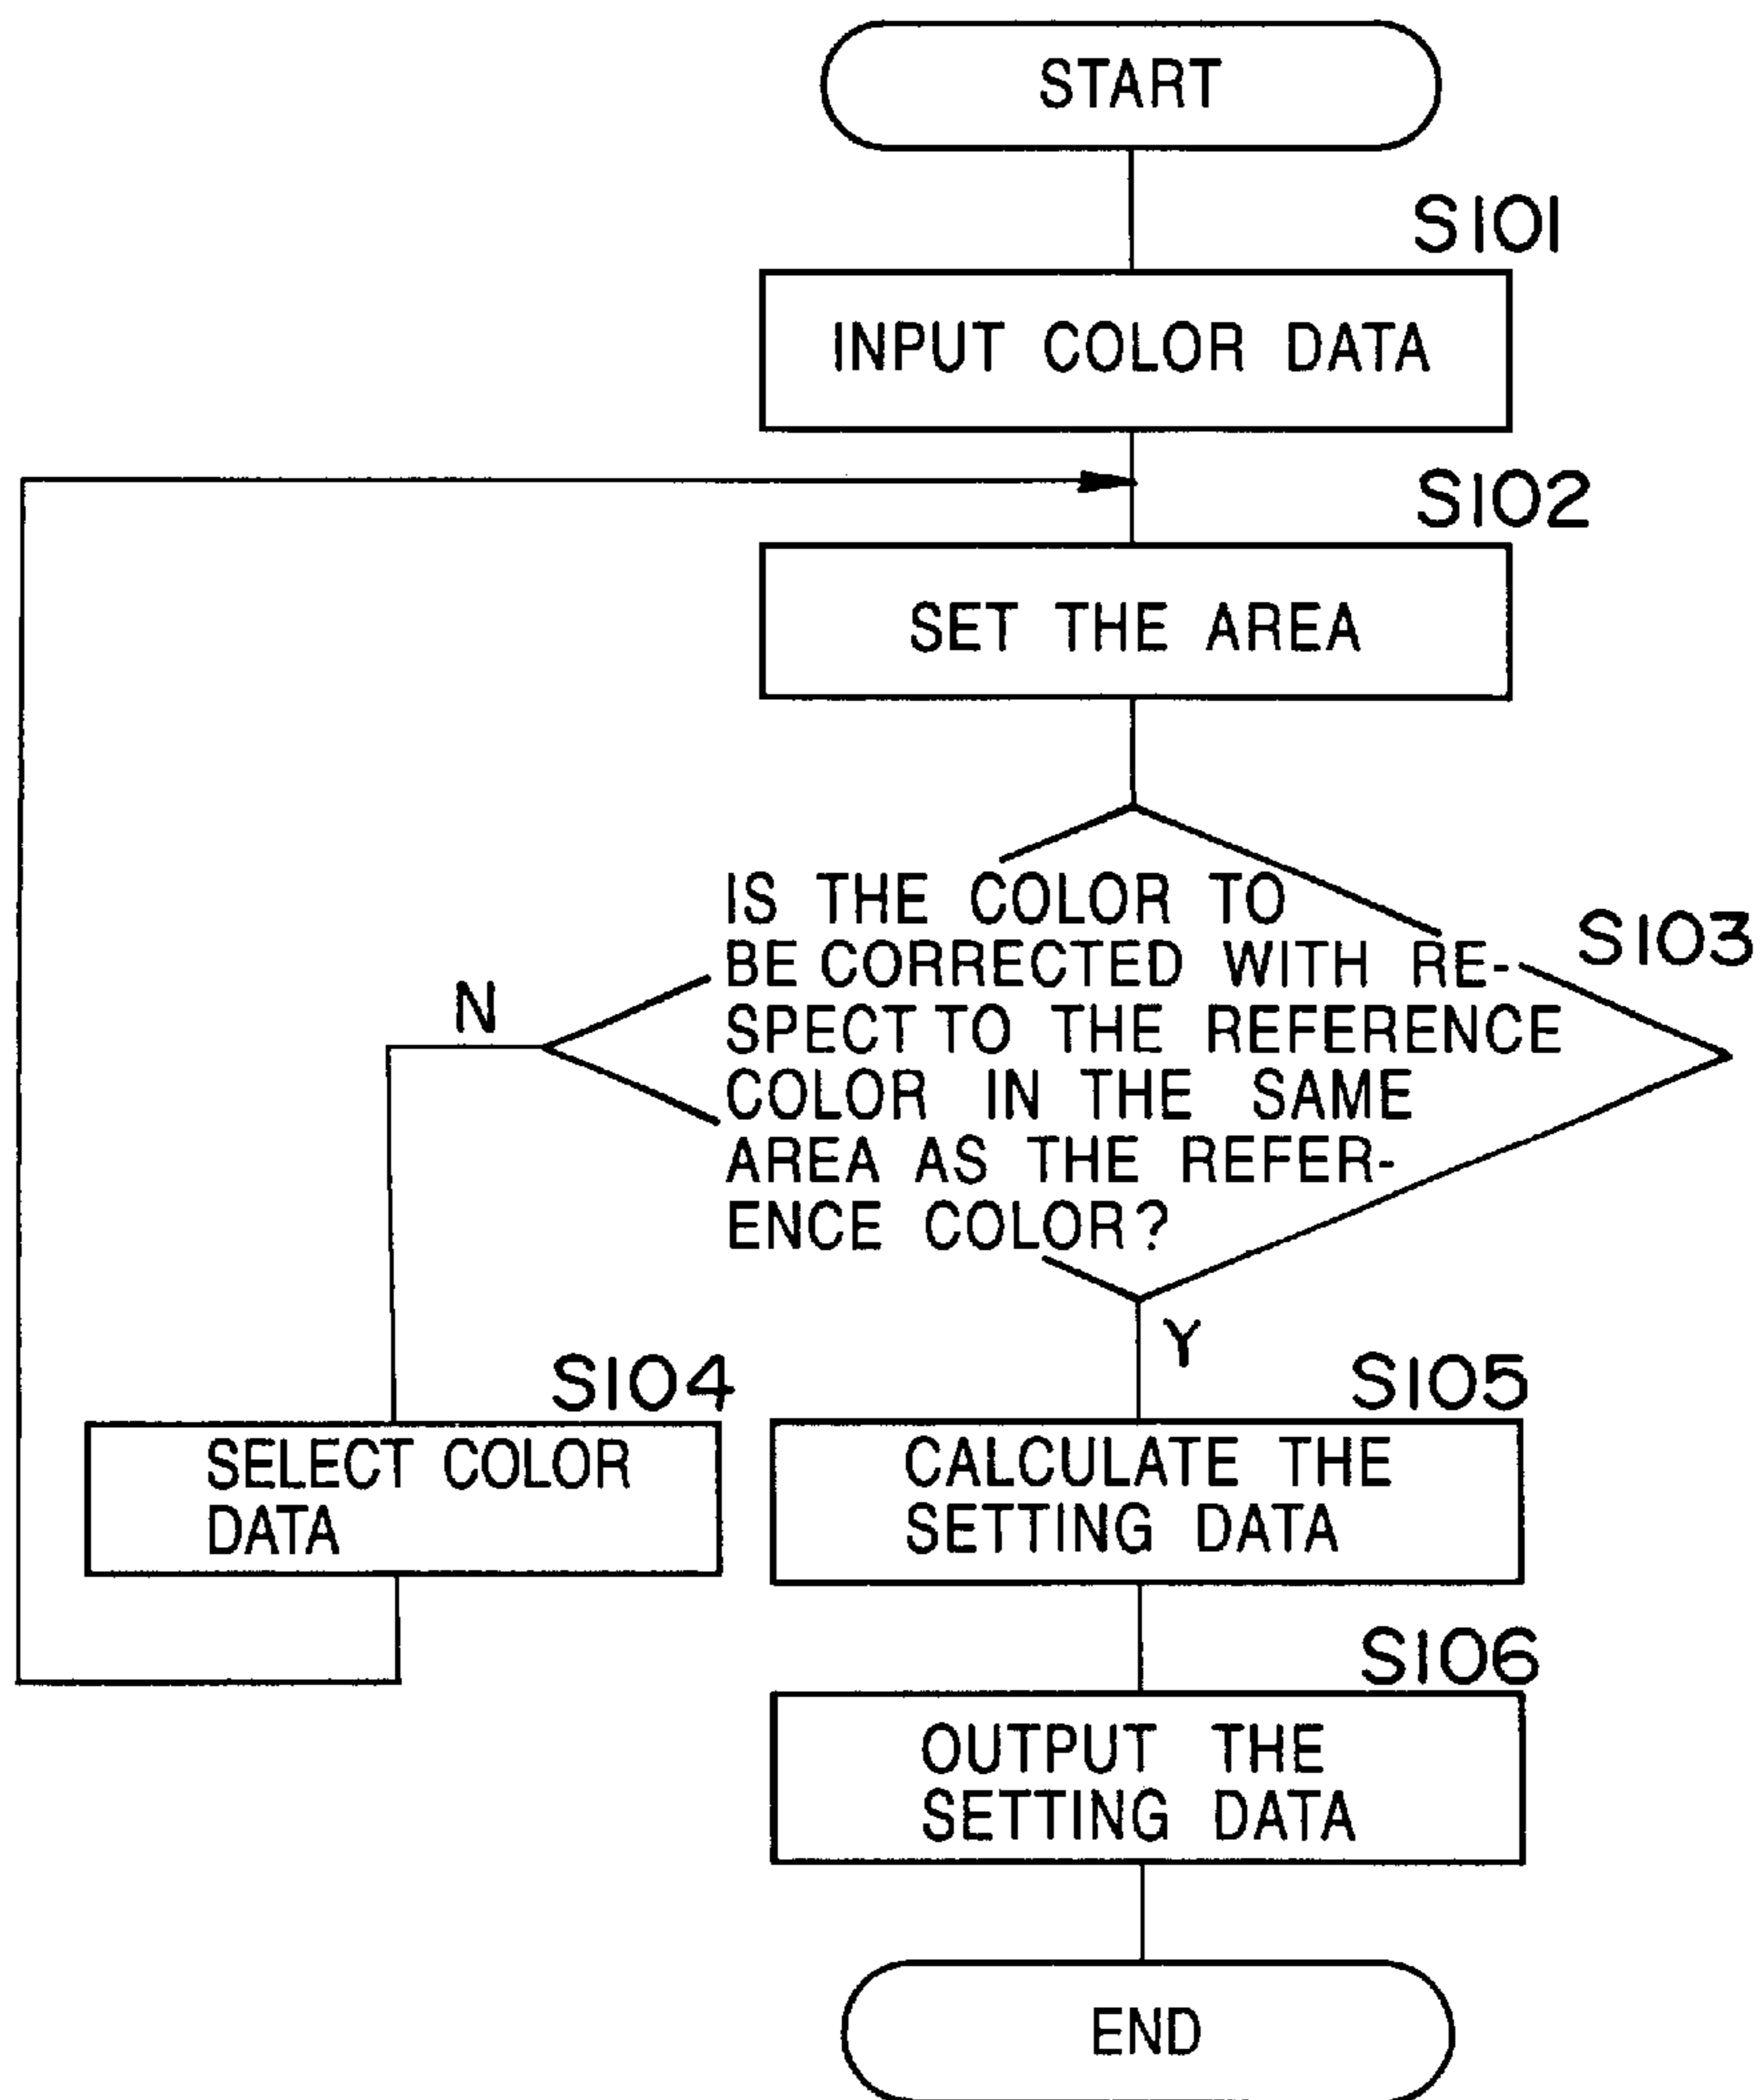 START
S101
INPUT COLOR DATA
S102
SET THE AREA
IS THE COLOR TO
BE CORRECTED WITH RE-
SPECT TO THE REFERENCE
COLOR IN THE SAME
AREA AS THE REFER-
ENCE COLOR?
S103
N
Y
S104
SELECT COLOR
DATA
S105
CALCULATE THE
SETTING DATA
S106
OUTPUT THE
SETTING DATA
END